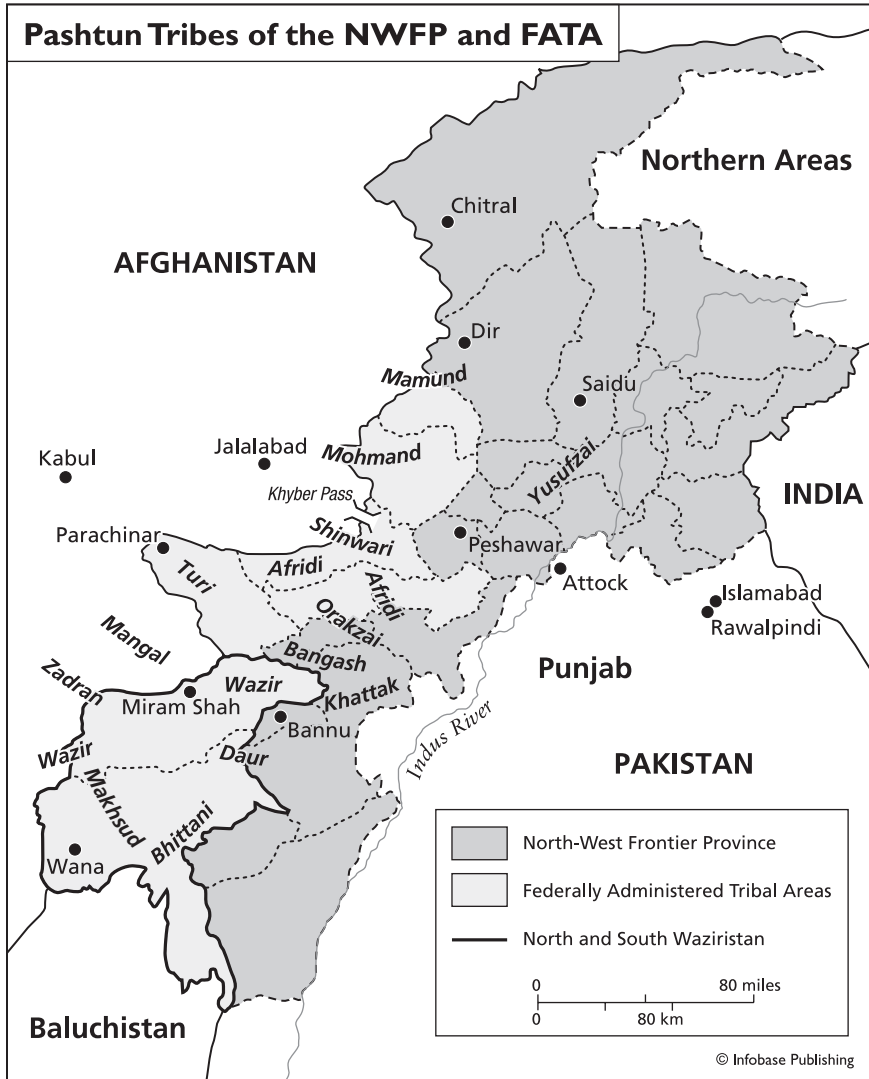 Pashtun Tribes of the NWFP and FATA
Northern Areas
Chitral
AFGHANISTAN
Dir
Mamund
Saidu
Kabul
Jalalabad
Mohmand
Yusufzai
INDIA
Khyber Pass
Parachinar
Shinwari
Peshawar
Afridi
Turi
Afridi
Attock
Islamabad
Rawalpindi
Orakzai
Mangal
Bangash
Punjab
Zadran
Wazir
Khattak
Miram Shah
Bannu
Indus River
Wazir
Daur
PAKISTAN
Makhsud
Bhittani
Wana
North-West Frontier Province
Federally Administered Tribal Areas
North and South Waziristan
0 80 miles
0 80 km
Baluchistan
© Infobase Publishing